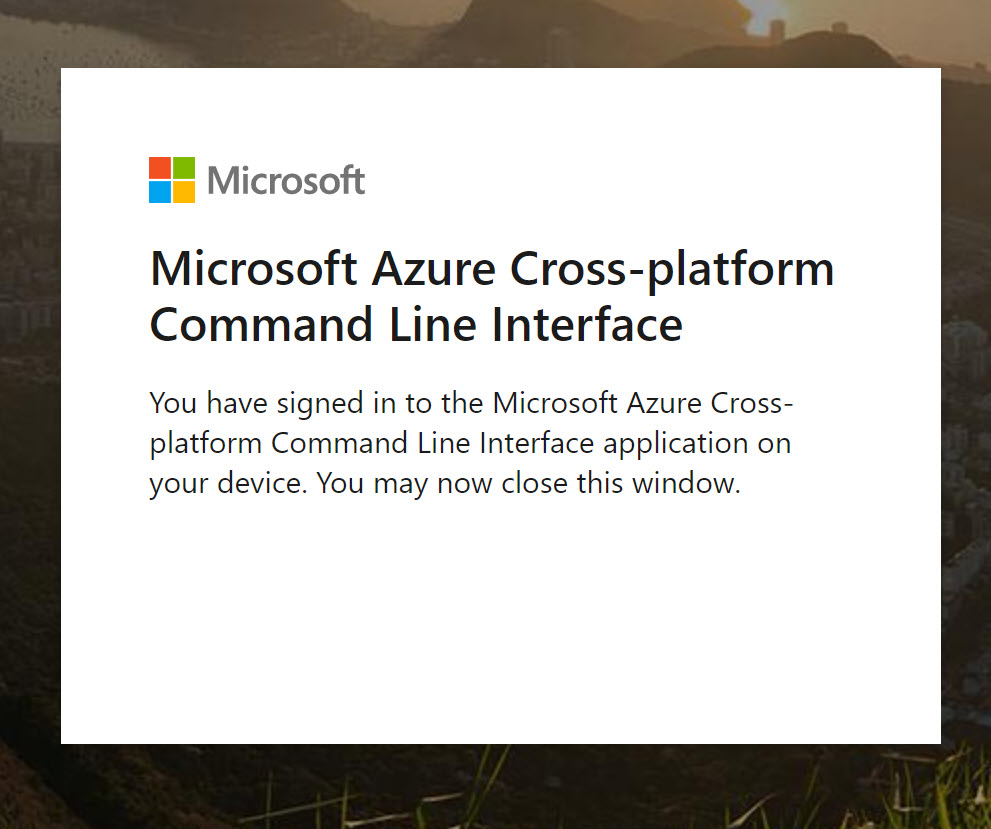 Microsoft
Microsoft Azure Cross-platform
Command Line Interface
You have signed in to the Microsoft Azure Cross-
platform Command Line Interface application on
your device. You may now close this window.